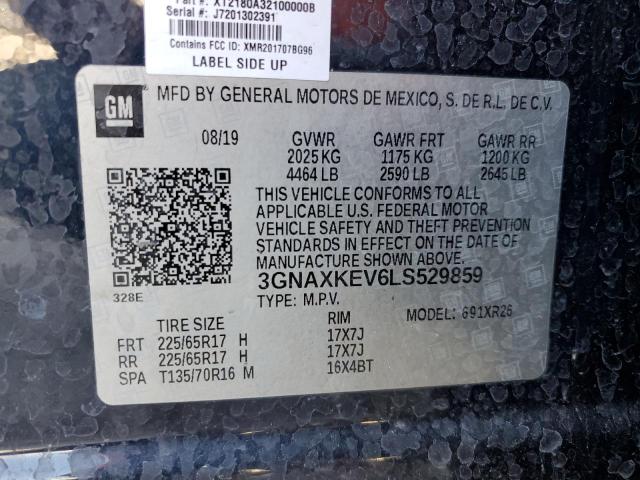 Part #: XT2180A32100000B
Serial #: J7201302391
Contains FCC ID: XMR201707BG96
LABEL SIDE UP
GM
MFD BY GENERAL MOTORS DE MEXICO, S. DE R.L. DE C.V.
08/19 GVWR GAWR FRT GAWR RR
2025 KG 1175 KG 1200 KG
4464 LB 2590 LB 2645 LB
THIS VEHICLE CONFORMS TO ALL
APPLICABLE U.S. FEDERAL MOTOR
VEHICLE SAFETY AND THEFT PREVENTION
STANDARDS IN EFFECT ON THE DATE OF
MANUFACTURE SHOWN ABOVE.
3GNAXKEV6LS529859
328E
TYPE: M.P.V. 691XR26
TIRE SIZE RIM
FRT 225/65R17 H 17X7J
RR 225/65R17 H 17X7J
SPA T135/70R16 M 16X4BT